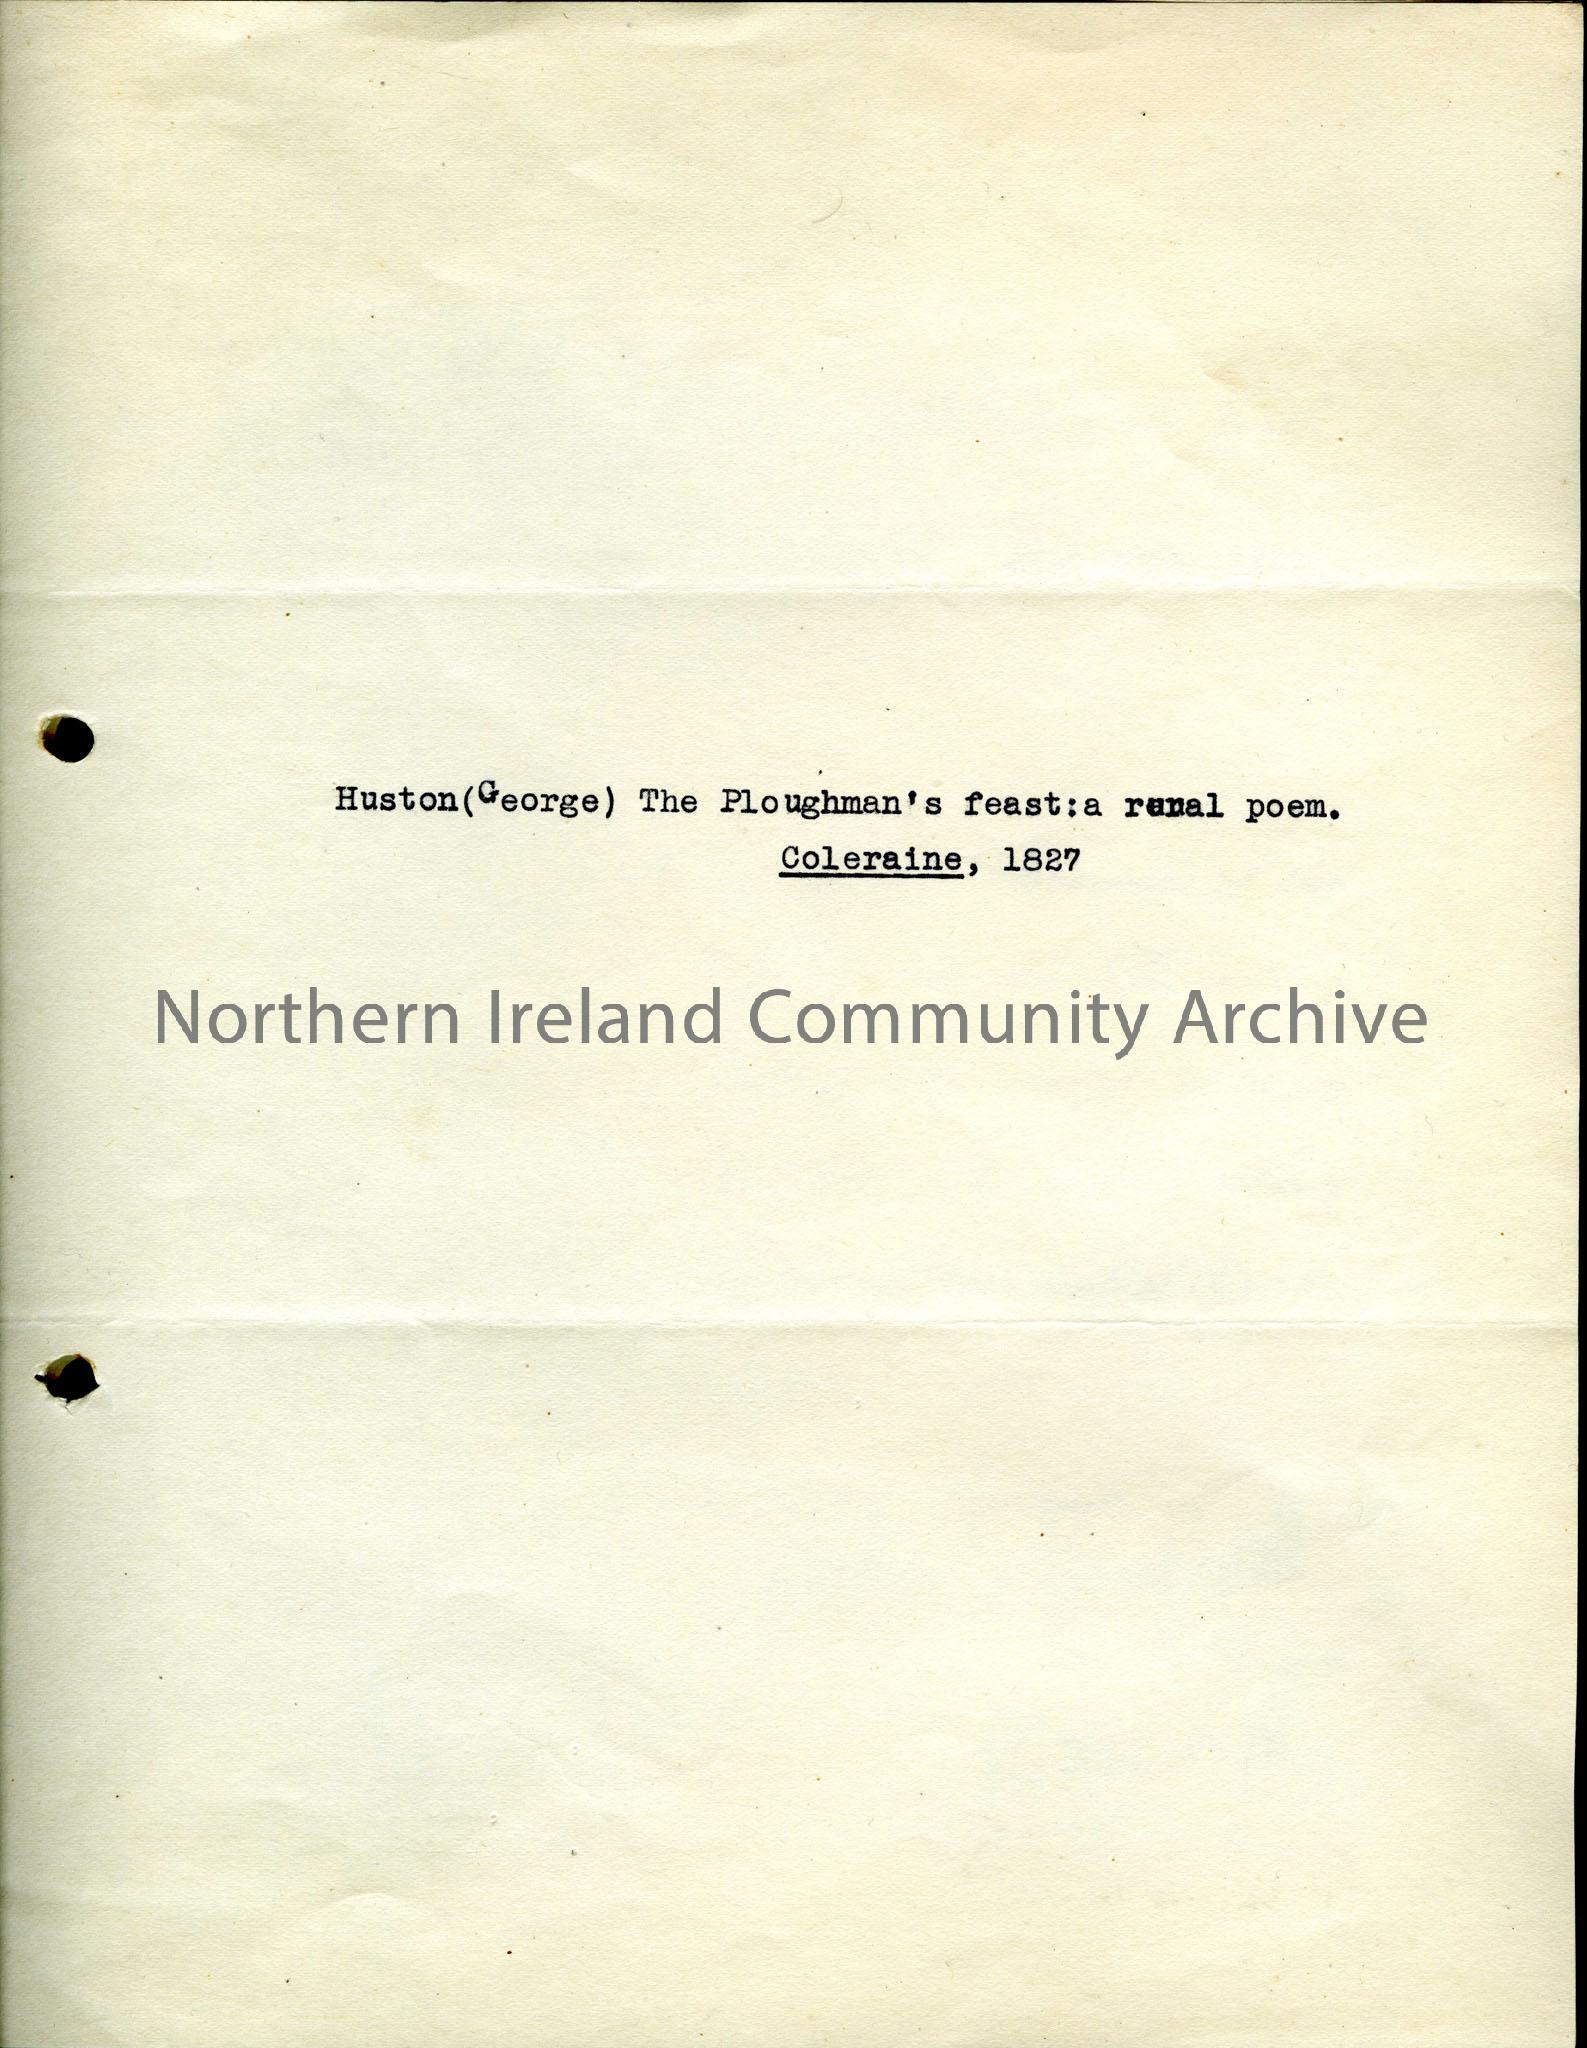 Huston(George) The Ploughman's feast:a rural poem.
Coleraine, 1827
Northern Ireland Community Archive